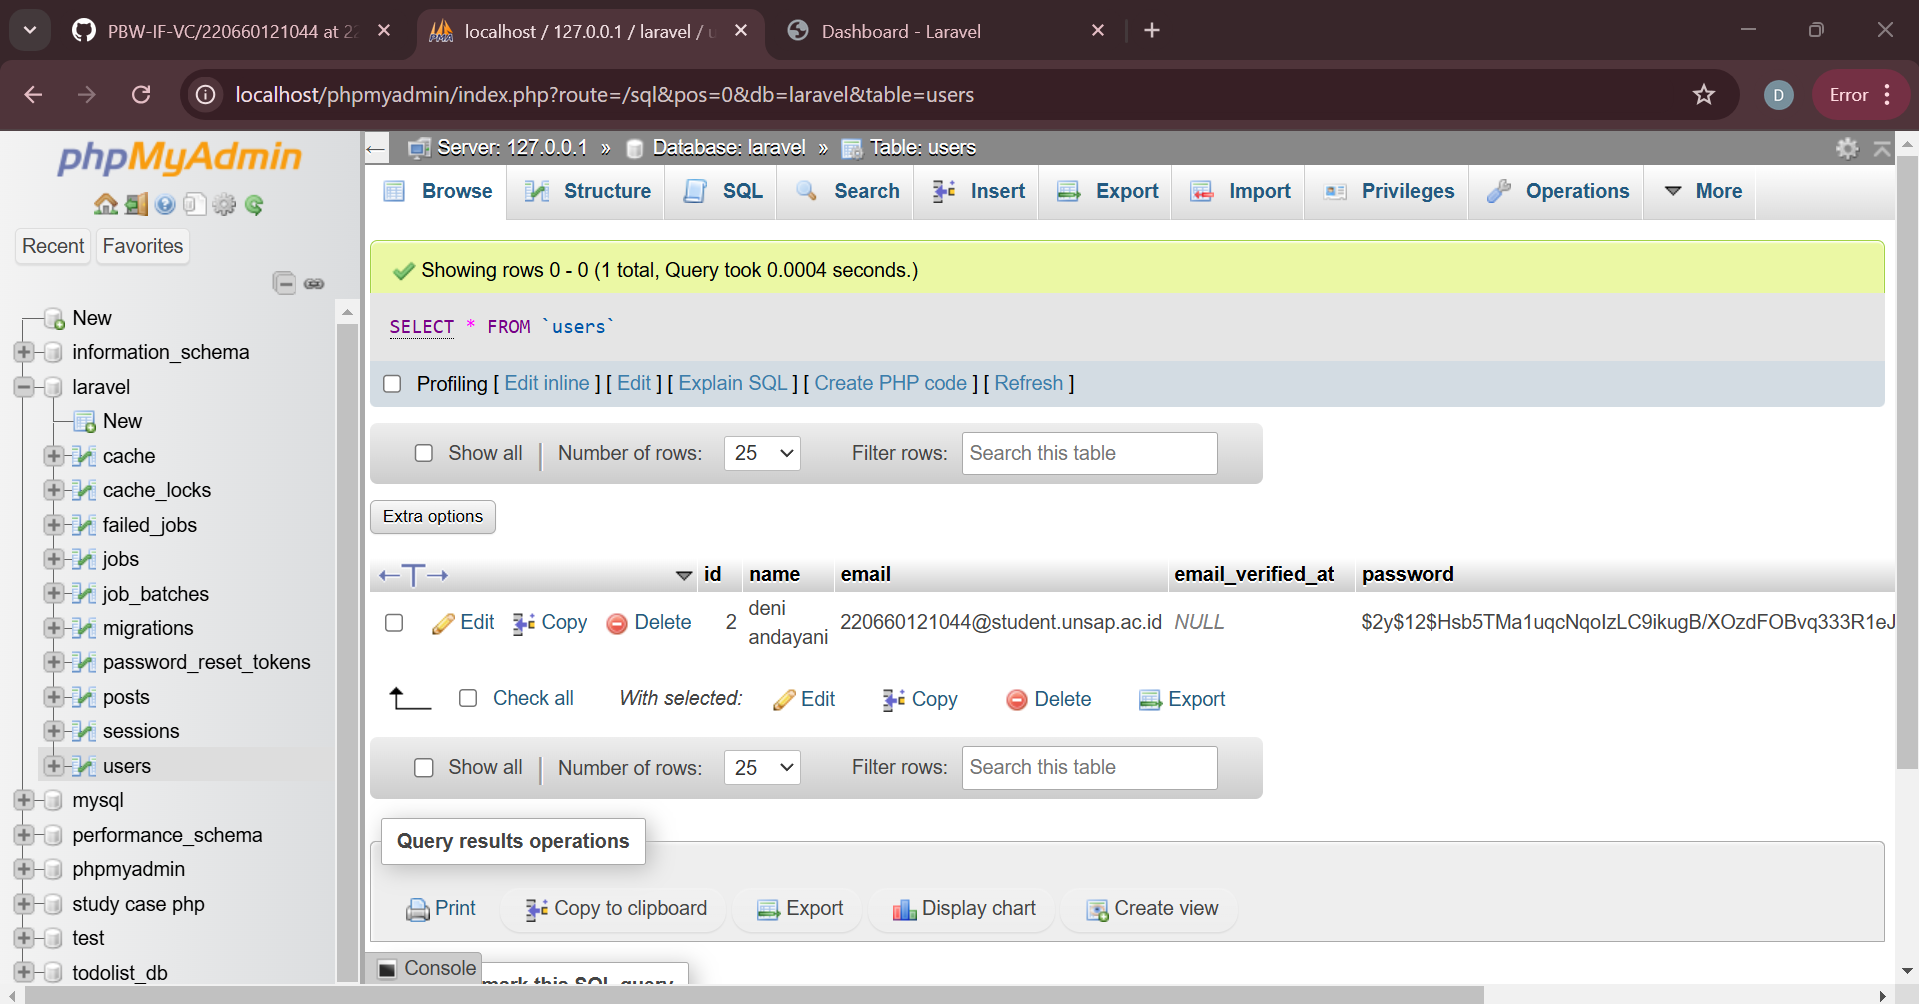 PBW-IF-VC/220660121044 at 22
localhost / 127.0.0.1 / laravel / u
Dashboard - Laravel
localhost/phpmyadmin/index.php?route=/sql&pos=0&db=laravel&table=users
D
Error
phpMyAdmin
Recent
Favorites
New
information_schema
laravel
New
cache
cache_locks
failed_jobs
jobs
job_batches
migrations
password_reset_tokens
posts
sessions
users
mysql
performance_schema
phpmyadmin
study case php
test
todolist_db
Server: 127.0.0.1 » Database: laravel » Table: users
Browse Structure SQL Search Insert Export Import Privileges Operations More
Showing rows 0 - 0 (1 total, Query took 0.0004 seconds.)
SELECT * FROM `users`
Profiling [ Edit inline ] [ Edit ] [ Explain SQL ] [ Create PHP code ] [ Refresh ]
Show all Number of rows: 25 Filter rows: Search this table
Extra options
id name email email_verified_at password
Edit Copy Delete 2 deni andayani 220660121044@student.unsap.ac.id NULL $2y$12$Hsb5TMa1uqcNqoIzLC9ikugB/XOzdFOBvq333R1eJ
Check all With selected: Edit Copy Delete Export
Show all Number of rows: 25 Filter rows: Search this table
Query results operations
Print Copy to clipboard Export Display chart Create view
Console
mark this SQL query